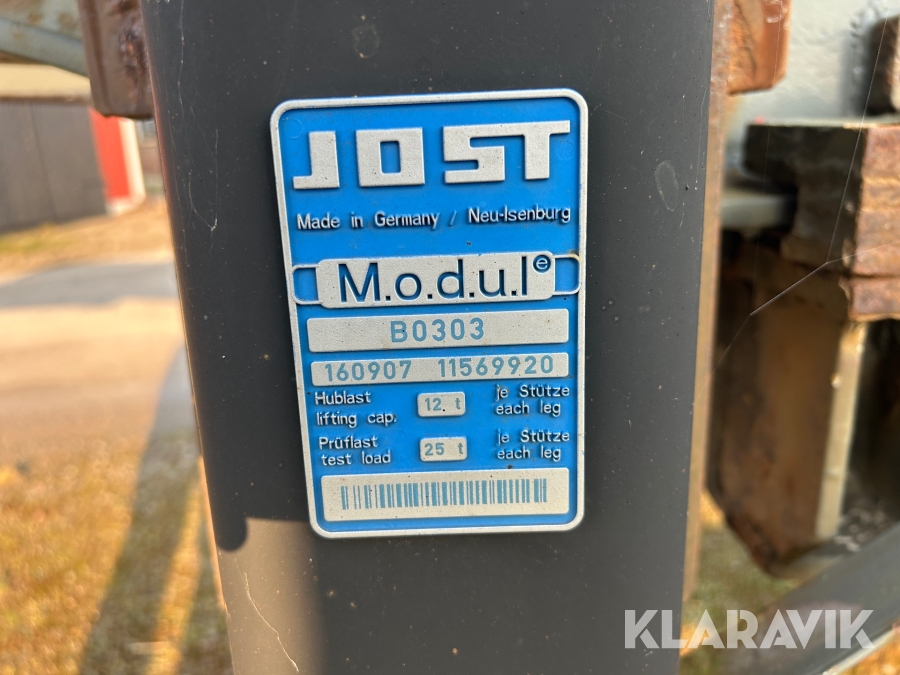 JOST
Made in Germany / Neu-Isenburg
M.o.d.u.l e
B0303
160907 11569920
Hublast
lifting cap.
12 t
je Stütze
each leg
Prüflast
test load
25 t
je Stütze
each leg
KLARAVIK